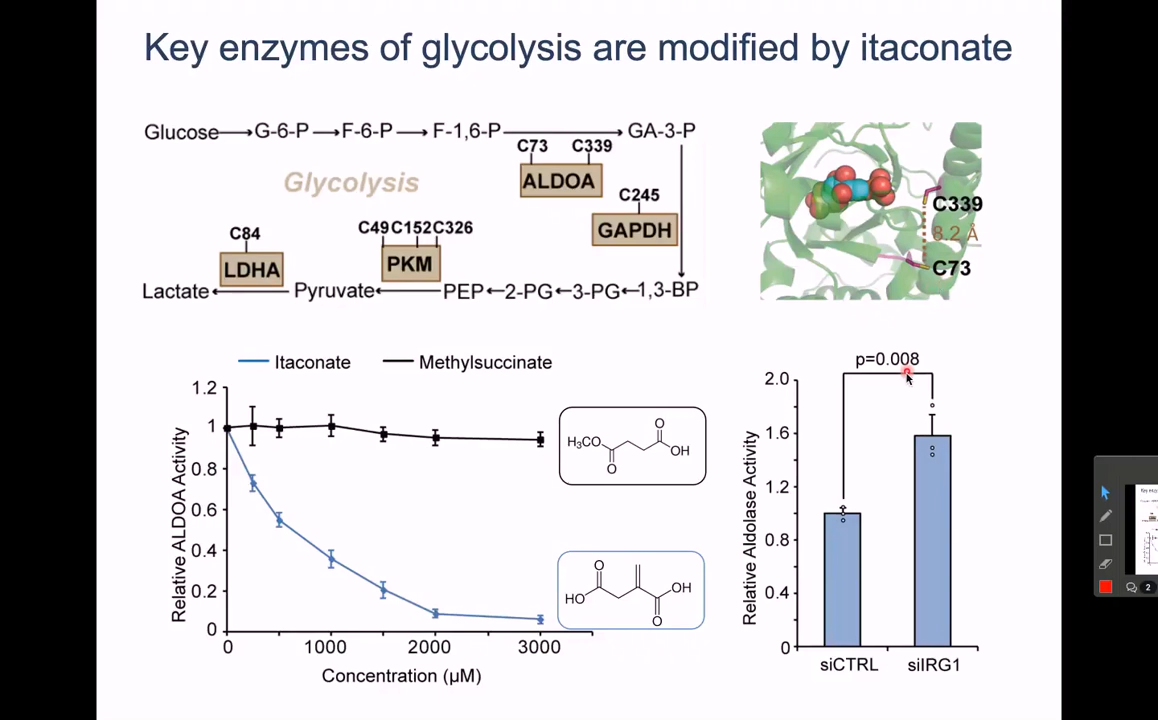 Key enzymes of glycolysis are modified by itaconate
Glucose → G-6-P → F-6-P → F-1,6-P → GA-3-P
C73 C339
ALDOA
Glycolysis
C245
GAPDH
C49 C152 C326
PKM
C84
LDHA
Lactate ← Pyruvate ← PEP ← 2-PG ← 3-PG ← 1,3-BP
C339
8.2 Å
C73
Itaconate
Methylsuccinate
Relative ALDOA Activity
1.2
1
0.8
0.6
0.4
0.2
0
0 1000 2000 3000
Concentration (µM)
H₃CO
O
O
OH
HO
O
O
OH
p=0.008
Relative Aldolase Activity
2.0
1.6
1.2
0.8
0.4
0
siCTRL siIRG1
2